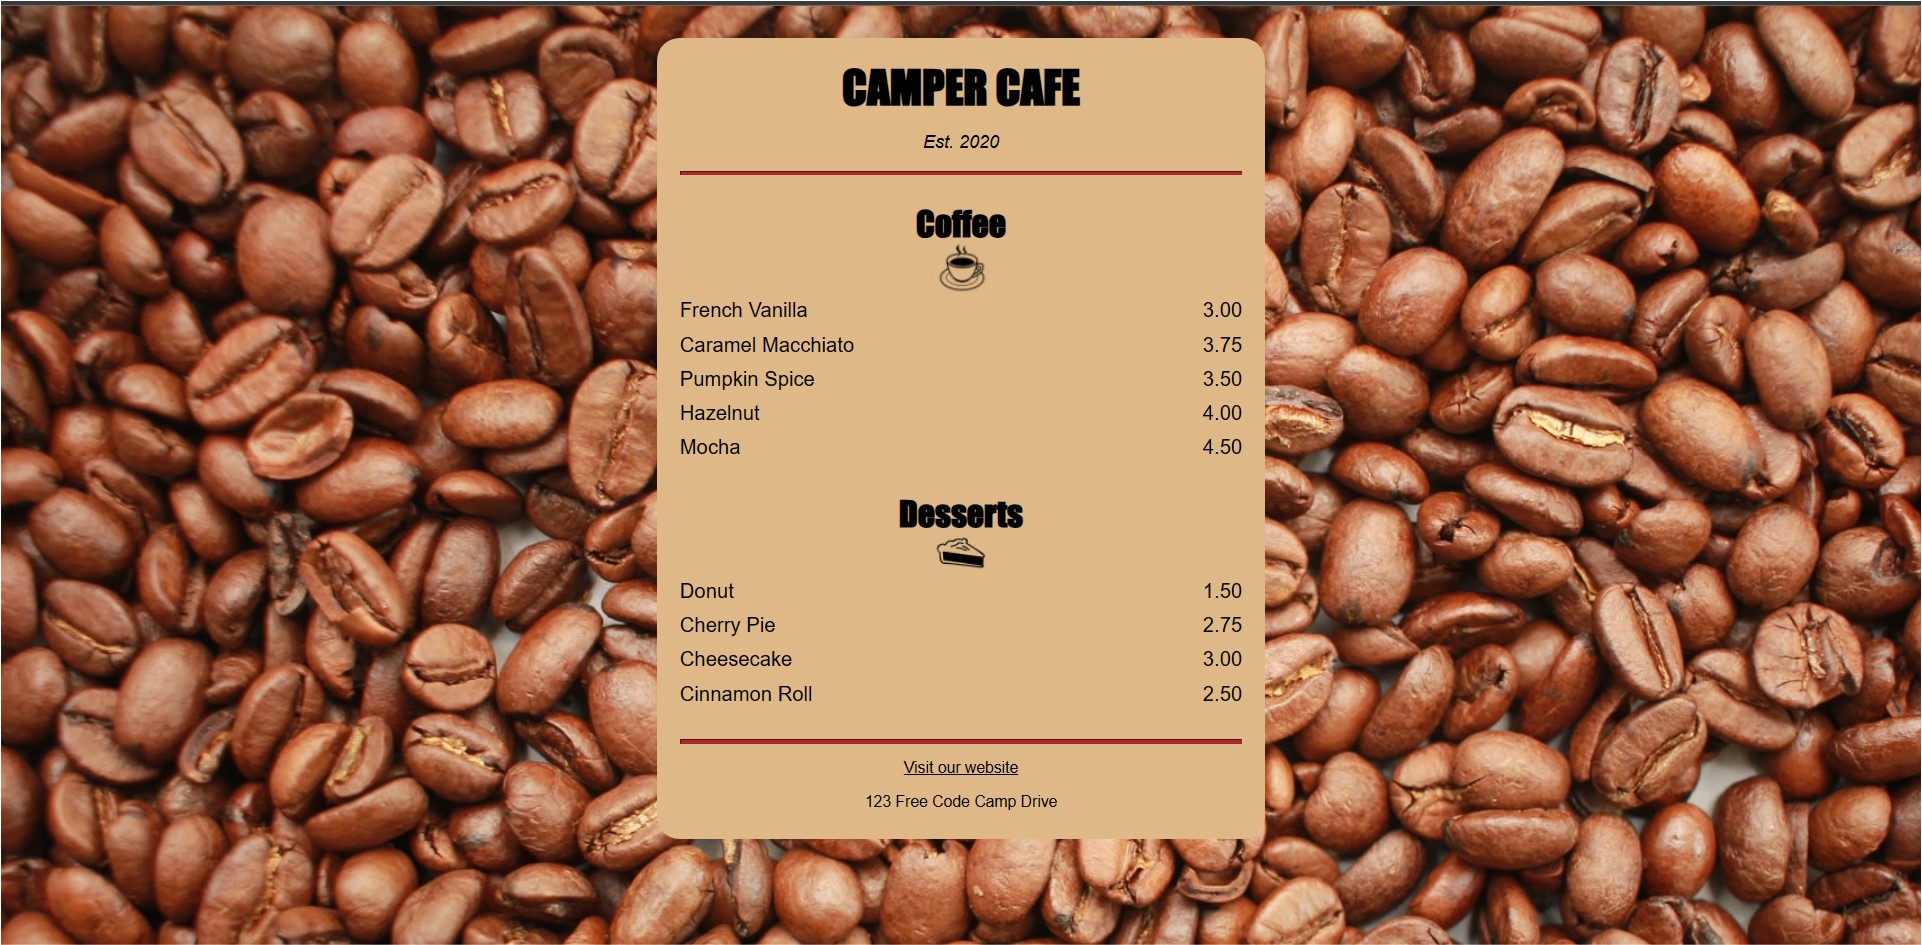 CAMPER CAFE
Est. 2020
Coffee
French Vanilla 3.00
Caramel Macchiato 3.75
Pumpkin Spice 3.50
Hazelnut 4.00
Mocha 4.50
Desserts
Donut 1.50
Cherry Pie 2.75
Cheesecake 3.00
Cinnamon Roll 2.50
Visit our website
123 Free Code Camp Drive